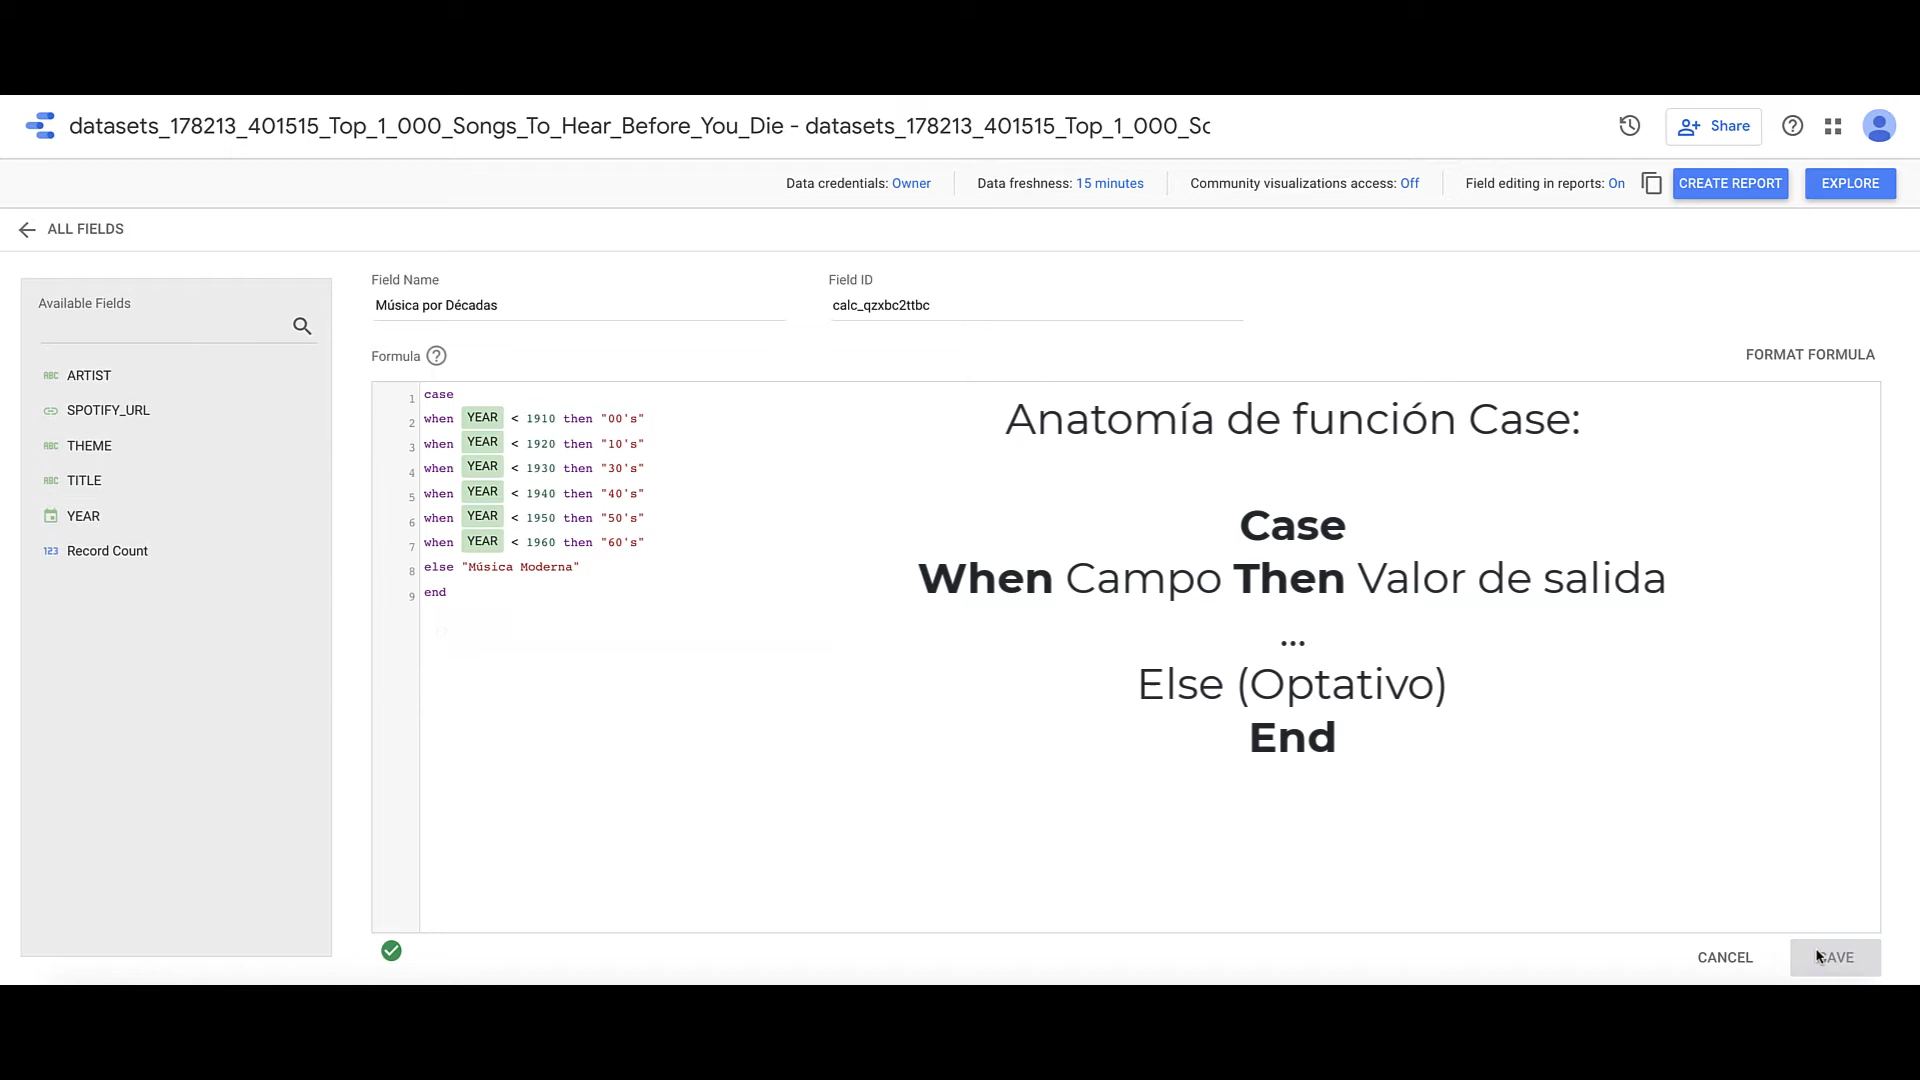 datasets_178213_401515_Top_1_000_Songs_To_Hear_Before_You_Die - datasets_178213_401515_Top_1_000_Sc
Share
Data credentials: Owner
Data freshness: 15 minutes
Community visualizations access: Off
Field editing in reports: On
CREATE REPORT
EXPLORE
ALL FIELDS
Available Fields
ABC ARTIST
SPOTIFY_URL
ABC THEME
ABC TITLE
YEAR
123 Record Count
Field Name
Música por Décadas
Field ID
calc_qzxbc2ttbc
Formula
FORMAT FORMULA
1 case
2 when YEAR < 1910 then "00's"
3 when YEAR < 1920 then "10's"
4 when YEAR < 1930 then "30's"
5 when YEAR < 1940 then "40's"
6 when YEAR < 1950 then "50's"
7 when YEAR < 1960 then "60's"
8 else "Música Moderna"
9 end
Anatomía de función Case:
Case
When Campo Then Valor de salida
...
Else (Optativo)
End
CANCEL
SAVE